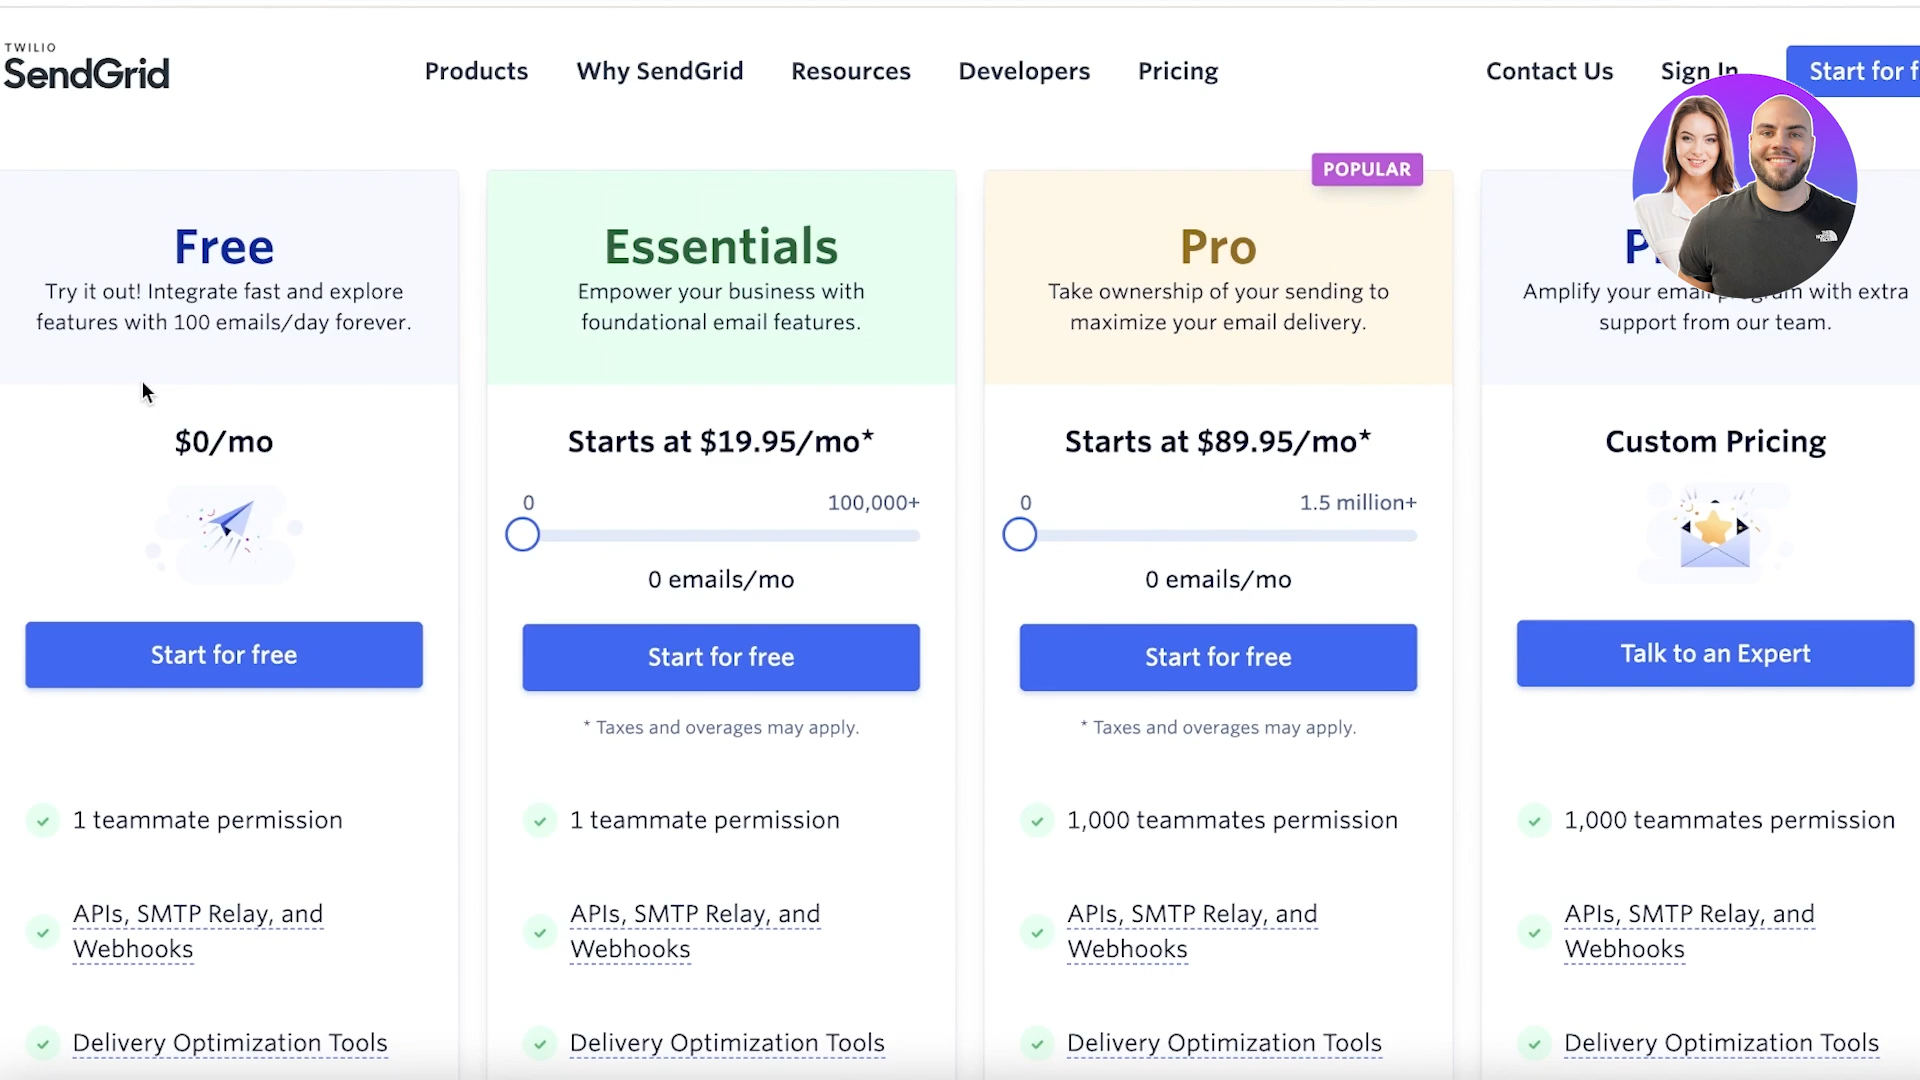 TWILIO
SendGrid
Products Why SendGrid Resources Developers Pricing Contact Us Sign In Start for f
POPULAR
Free
Try it out! Integrate fast and explore
features with 100 emails/day forever.
$0/mo
Start for free
1 teammate permission
APIs, SMTP Relay, and
Webhooks
Delivery Optimization Tools
Essentials
Empower your business with
foundational email features.
Starts at $19.95/mo*
0 100,000+
0 emails/mo
Start for free
* Taxes and overages may apply.
1 teammate permission
APIs, SMTP Relay, and
Webhooks
Delivery Optimization Tools
Pro
Take ownership of your sending to
maximize your email delivery.
Starts at $89.95/mo*
0 1.5 million+
0 emails/mo
Start for free
* Taxes and overages may apply.
1,000 teammates permission
APIs, SMTP Relay, and
Webhooks
Delivery Optimization Tools
Amplify your email program with extra
support from our team.
Custom Pricing
Talk to an Expert
1,000 teammates permission
APIs, SMTP Relay, and
Webhooks
Delivery Optimization Tools